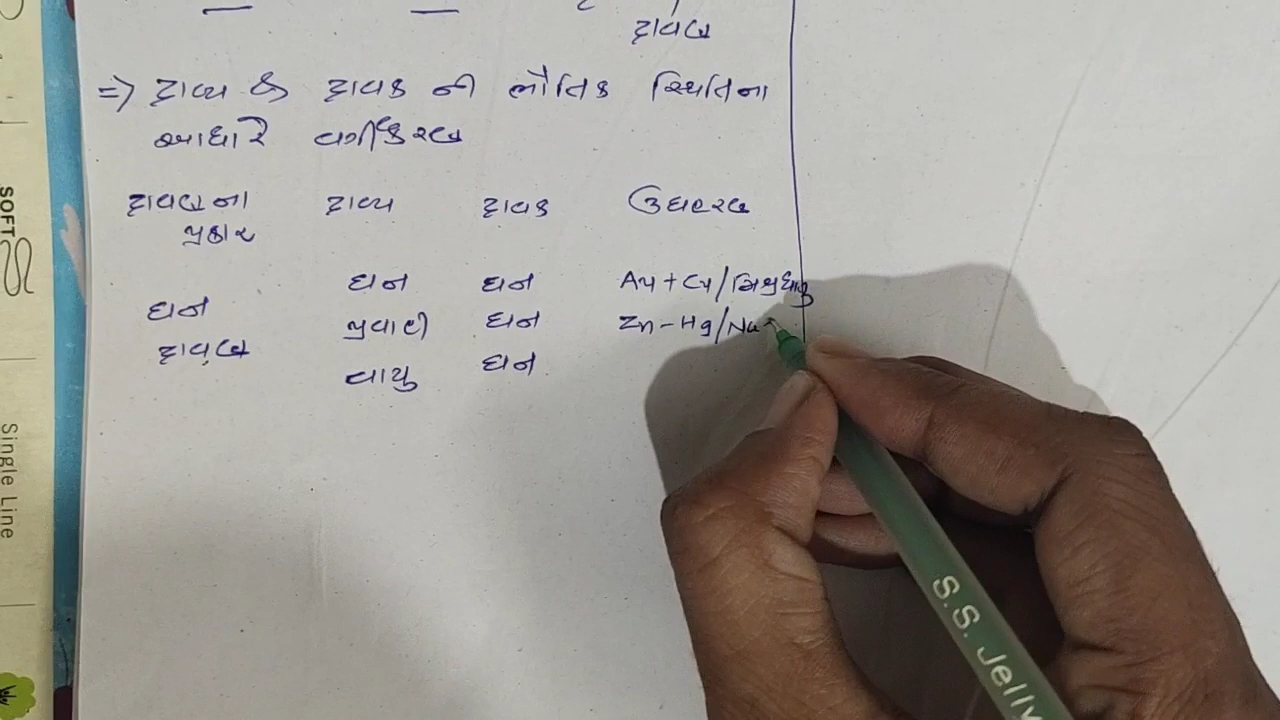 દ્રાવણ
=> દ્રાવ્ય કે દ્રાવક ની ભૌતિક સ્થિતિના
આધારે વર્ગીકરણ
દ્રાવણના પ્રકાર દ્રાવ્ય દ્રાવક ઉદાહરણ
ઘન દ્રાવણ
ઘન ઘન Au + Cu / મિશ્રધાતુ
પ્રવાહી ઘન Zn - Hg / Na
વાયુ ઘન
SOFT
Single Line
S.S. Jelly